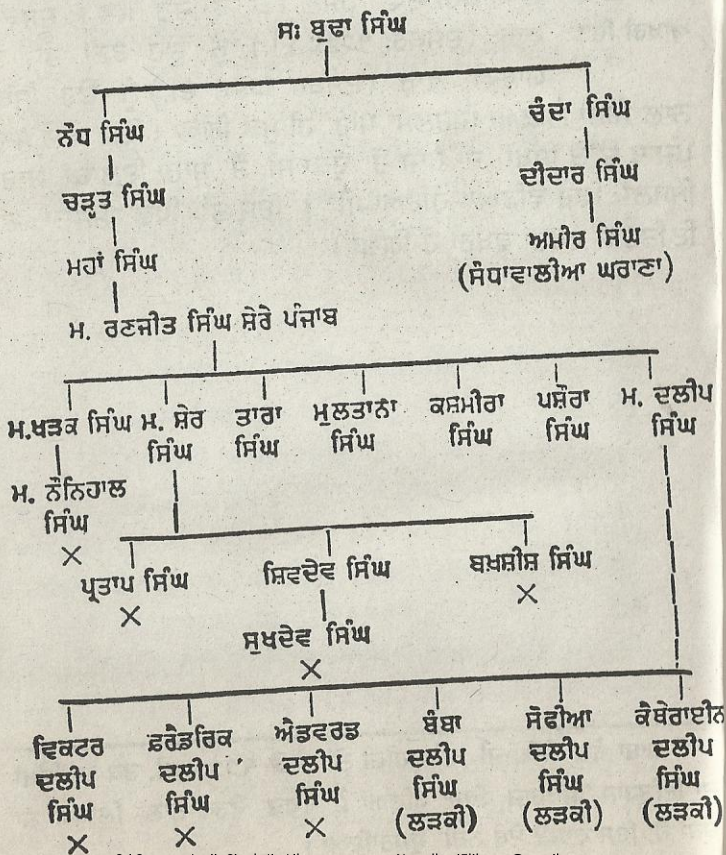 ਸਃ ਬੁਢਾ ਸਿੰਘ
ਨੌਧ ਸਿੰਘ
ਚੰਦਾ ਸਿੰਘ
ਚੜ੍ਹਤ ਸਿੰਘ
ਦੀਦਾਰ ਸਿੰਘ
ਮਹਾਂ ਸਿੰਘ
ਅਮੀਰ ਸਿੰਘ
(ਸੰਧਾਵਾਲੀਆ ਘਰਾਣਾ)
ਮ. ਰਣਜੀਤ ਸਿੰਘ ਸ਼ੇਰੇ ਪੰਜਾਬ
ਮ.ਖੜਕ ਸਿੰਘ
ਮ. ਸ਼ੇਰ
ਸਿੰਘ
ਤਾਰਾ
ਸਿੰਘ
ਮੁਲਤਾਨਾ
ਸਿੰਘ
ਕਸ਼ਮੀਰਾ
ਸਿੰਘ
ਪਸ਼ੌਰਾ
ਸਿੰਘ
ਮ. ਦਲੀਪ
ਸਿੰਘ
ਮ. ਨੌਨਿਹਾਲ
ਸਿੰਘ
×
ਪ੍ਰਤਾਪ ਸਿੰਘ
×
ਸ਼ਿਵਦੇਵ ਸਿੰਘ
ਬਖ਼ਸ਼ੀਸ਼ ਸਿੰਘ
×
ਸੁਖਦੇਵ ਸਿੰਘ
×
ਵਿਕਟਰ
ਦਲੀਪ
ਸਿੰਘ
×
ਫ਼ਰੈਡਰਿਕ
ਦਲੀਪ
ਸਿੰਘ
×
ਐਡਵਰਡ
ਦਲੀਪ
ਸਿੰਘ
×
ਬੰਬਾ
ਦਲੀਪ
ਸਿੰਘ
(ਲੜਕੀ)
ਸੋਫੀਆ
ਦਲੀਪ
ਸਿੰਘ
(ਲੜਕੀ)
ਕੈਥੇਰਾਈਨ
ਦਲੀਪ
ਸਿੰਘ
(ਲੜਕੀ)